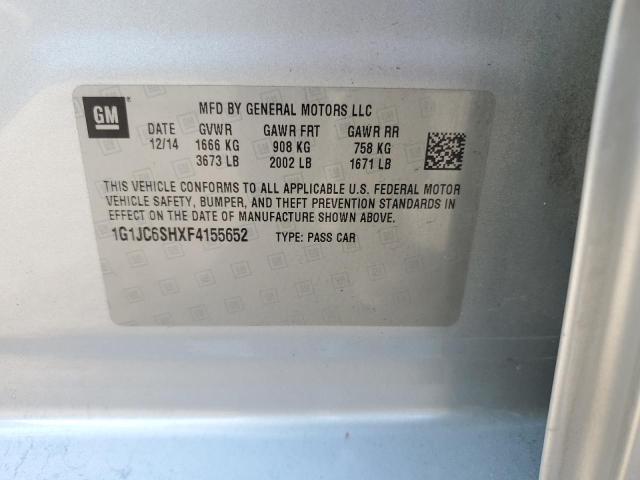 GM
MFD BY GENERAL MOTORS LLC
DATE GVWR GAWR FRT GAWR RR
12/14 1666 KG 908 KG 758 KG
3673 LB 2002 LB 1671 LB
THIS VEHICLE CONFORMS TO ALL APPLICABLE U.S. FEDERAL MOTOR
VEHICLE SAFETY, BUMPER, AND THEFT PREVENTION STANDARDS
IN EFFECT ON THE DATE OF MANUFACTURE SHOWN ABOVE.
1G1JC6SHXF4155652 TYPE: PASS CAR